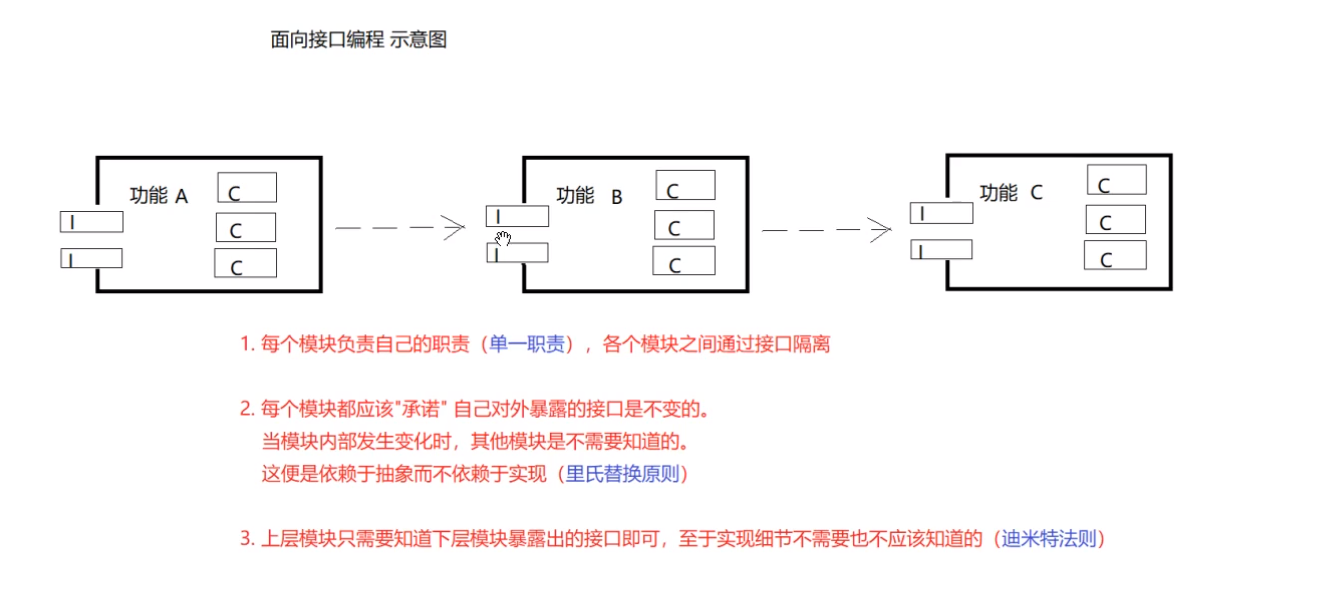 面向接口编程 示意图
功能 A
C
C
C
I
I
功能 B
C
C
C
I
I
功能 C
C
C
C
I
I
1. 每个模块负责自己的职责（单一职责），各个模块之间通过接口隔离
2. 每个模块都应该"承诺" 自己对外暴露的接口是不变的。
当模块内部发生变化时，其他模块是不需要知道的。
这便是依赖于抽象而不依赖于实现（里氏替换原则）
3. 上层模块只需要知道下层模块暴露出的接口即可，至于实现细节不需要也不应该知道的（迪米特法则）